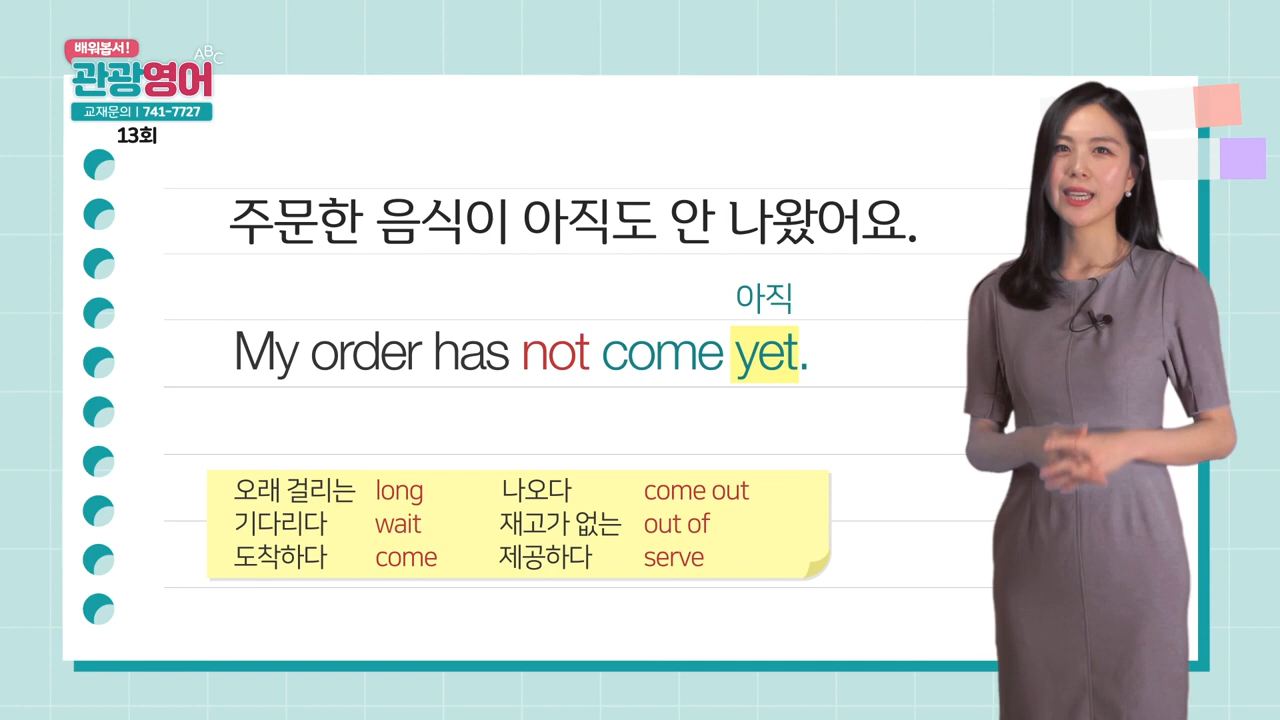 배워봅서!
ABC
관광영어
교재문의 | 741-7727
13회
주문한 음식이 아직도 안 나왔어요.
아직
My order has not come yet.
오래 걸리는 long 나오다 come out
기다리다 wait 재고가 없는 out of
도착하다 come 제공하다 serve